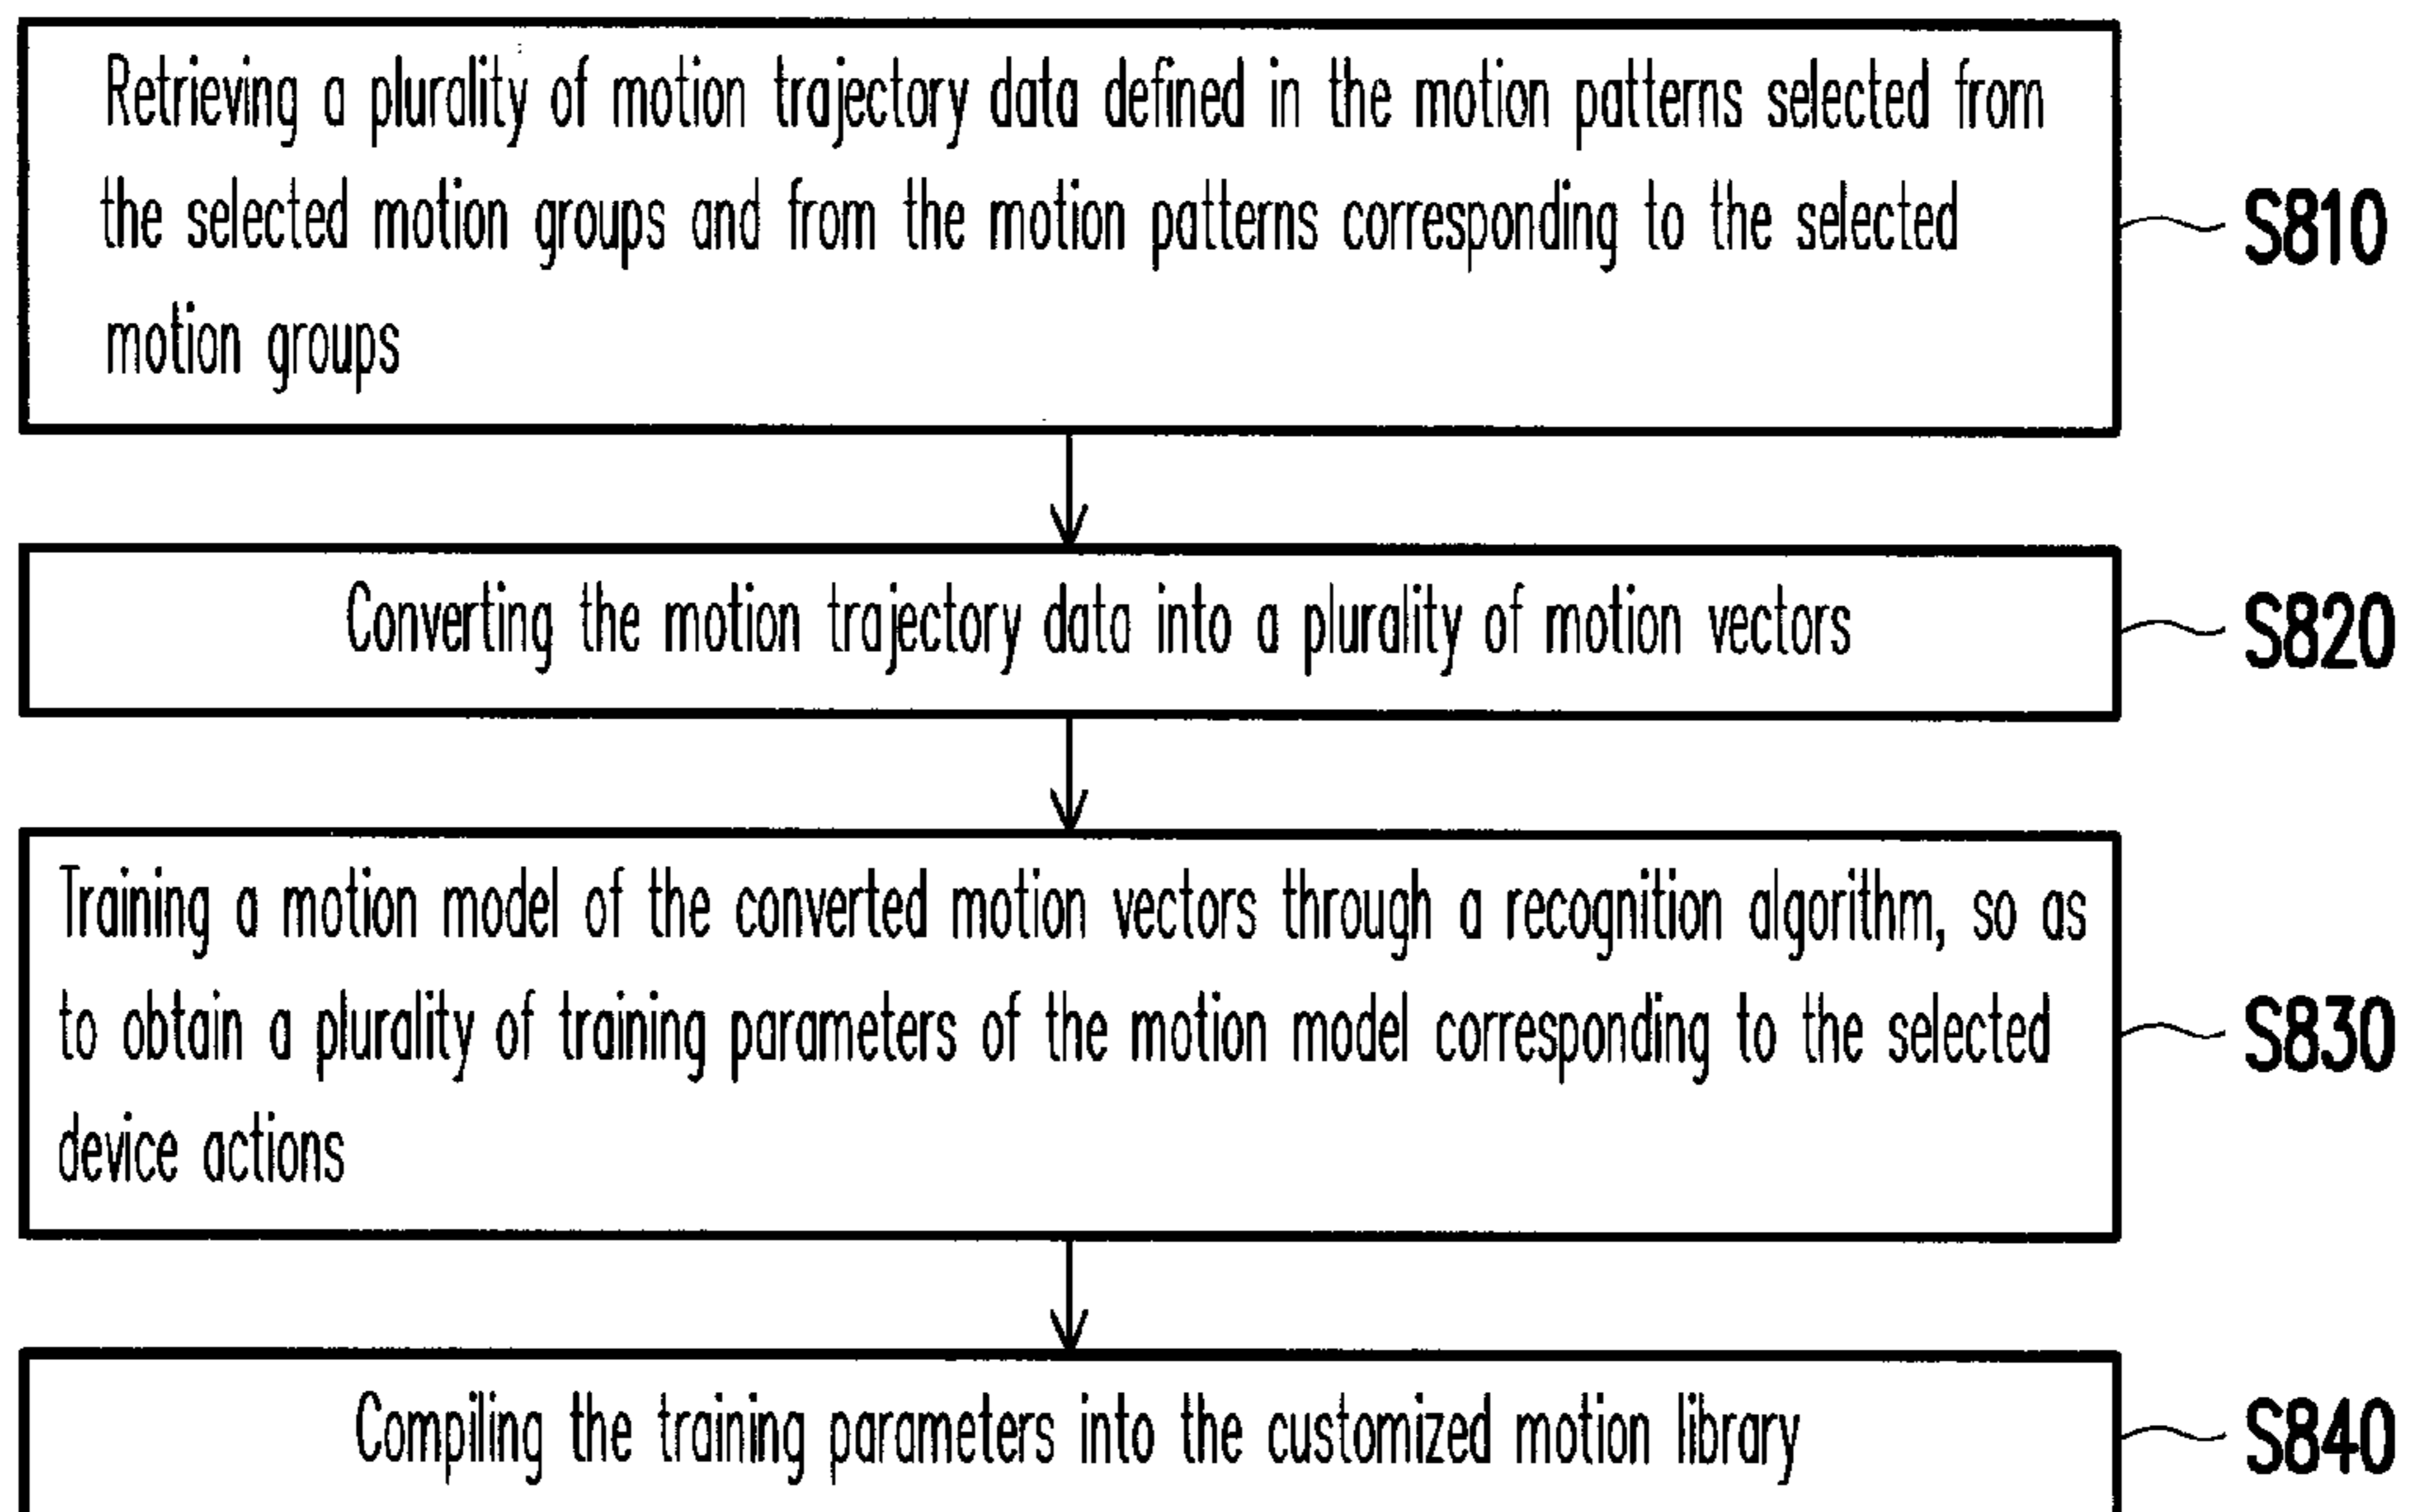 Retrieving a plurality of motion trajectory data defined in the motion patterns selected from
the selected motion groups and from the motion patterns corresponding to the selected
motion groups
S810
Converting the motion trajectory data into a plurality of motion vectors
S820
Training a motion model of the converted motion vectors through a recognition algorithm, so as
to obtain a plurality of training parameters of the motion model corresponding to the selected
device actions
S830
Compiling the training parameters into the customized motion library
S840